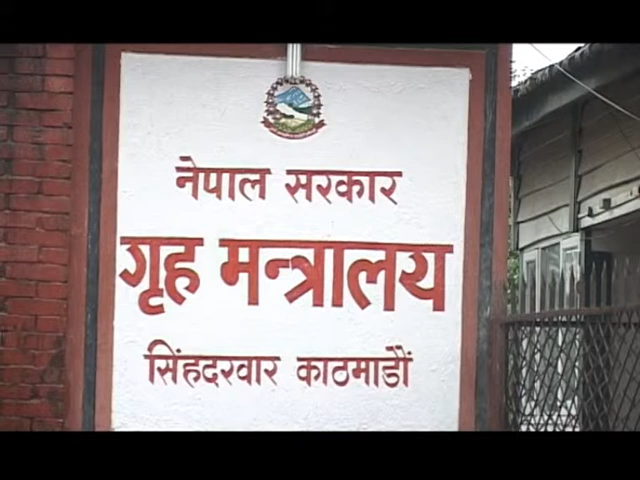 नेपाल सरकार
गृह मन्त्रालय
सिंहदरवार काठमाडौं